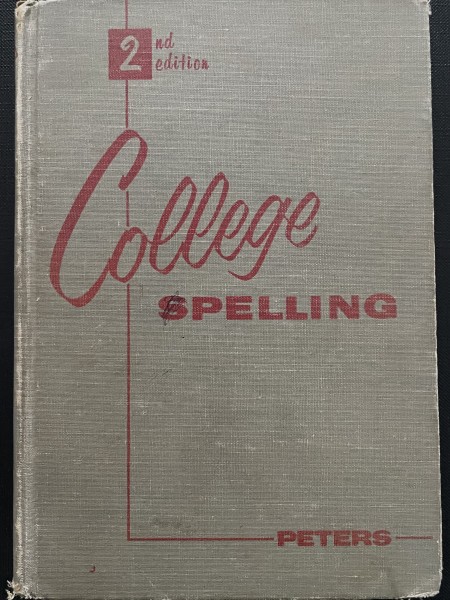 2nd
edition
College
SPELLING
PETERS